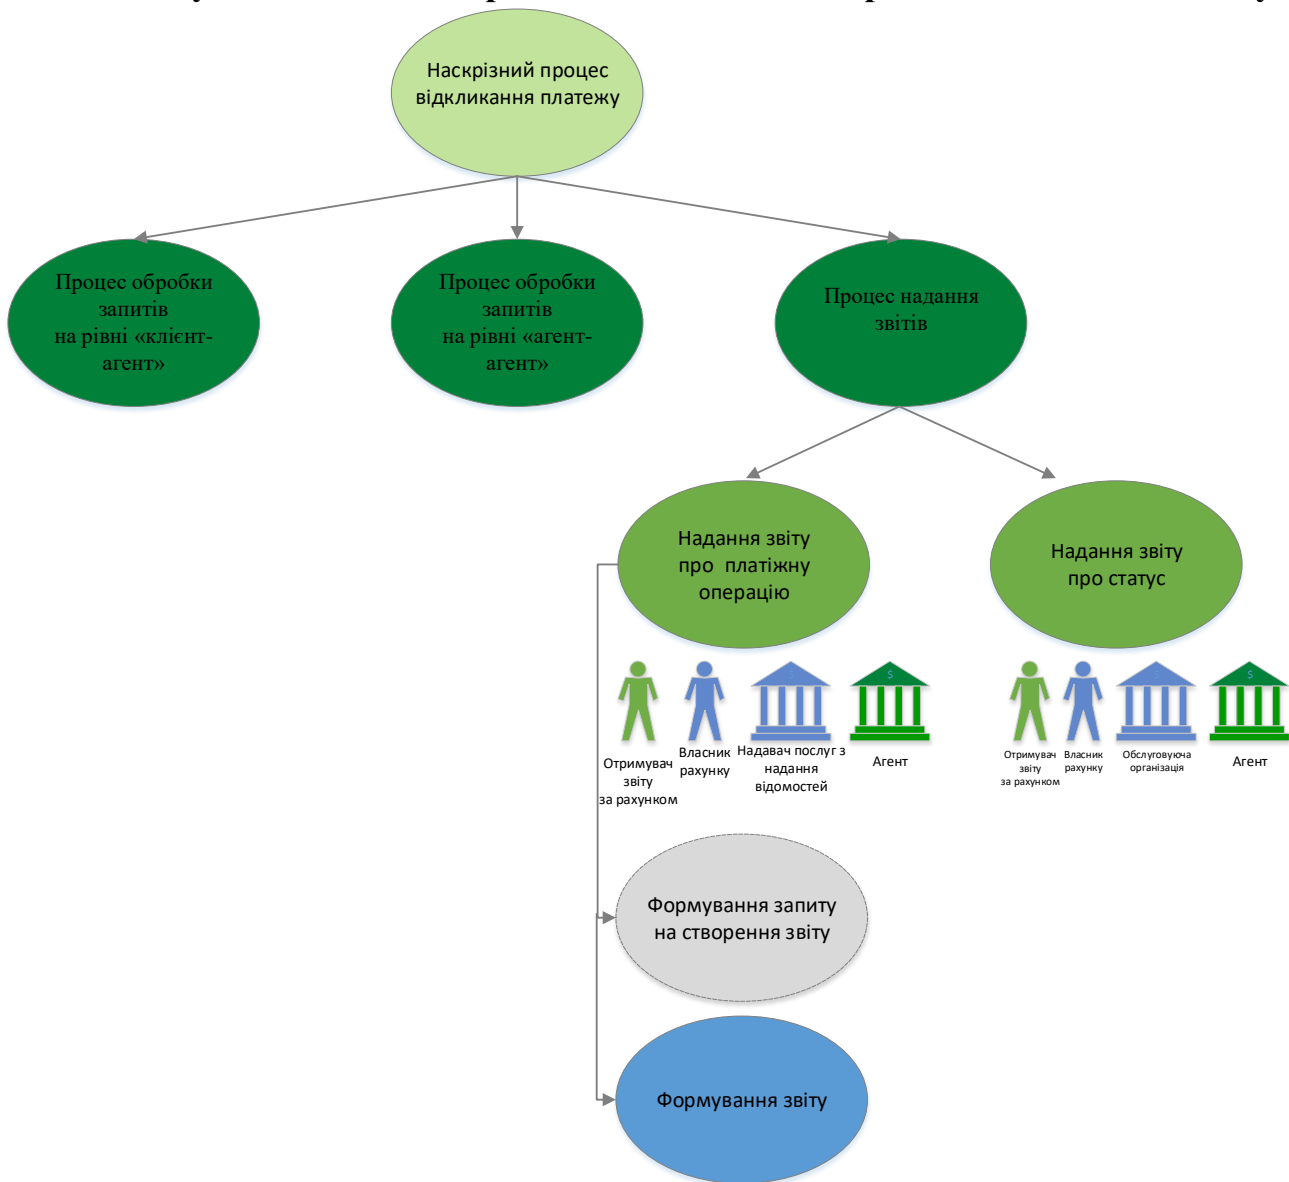 Наскрізний процес
відкликання платежу
Процес обробки
запитів
на рівні «клієнт-
агент»
Процес обробки
запитів
на рівні «агент-
агент»
Процес надання
звітів
Надання звіту
про платіжну
операцію
Надання звіту
про статус
$
$
$
$
Отримувач
звіту
за рахунком
Власник
рахунку
Надавач послуг з
надання
відомостей
Агент
Отримувач
звіту
за рахунком
Власник
рахунку
Обслуговуюча
організація
Агент
Формування запиту
на створення звіту
Формування звіту